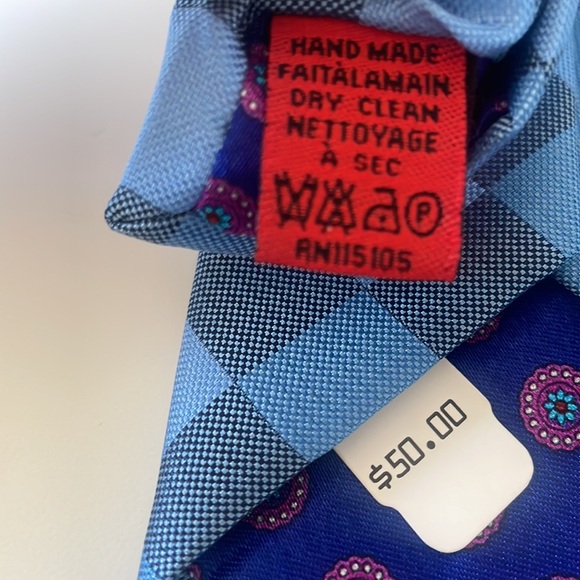 HAND MADE
FAITÀLAMAIN
DRY CLEAN
NETTOYAGE
À SEC
P
AN115105
$50.00